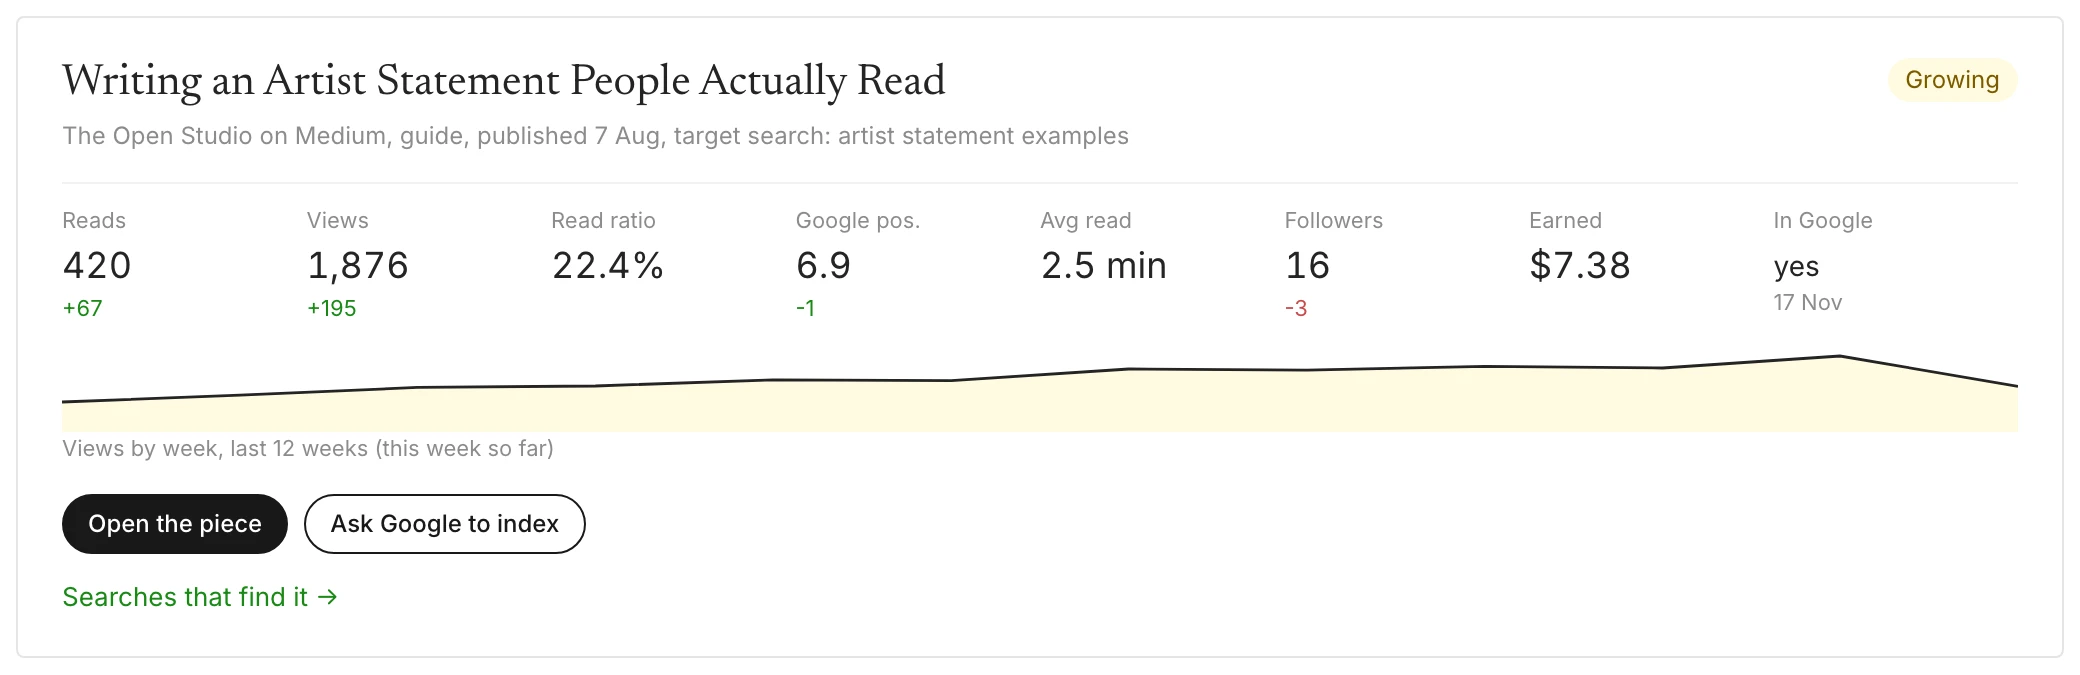 Writing an Artist Statement People Actually Read
Growing
The Open Studio on Medium, guide, published 7 Aug, target search: artist statement examples
Reads Views Read ratio Google pos. Avg read Followers Earned In Google
420 1,876 22.4% 6.9 2.5 min 16 $7.38 yes
+67 +195 -1 -3 17 Nov
Views by week, last 12 weeks (this week so far)
Open the piece Ask Google to index
Searches that find it →